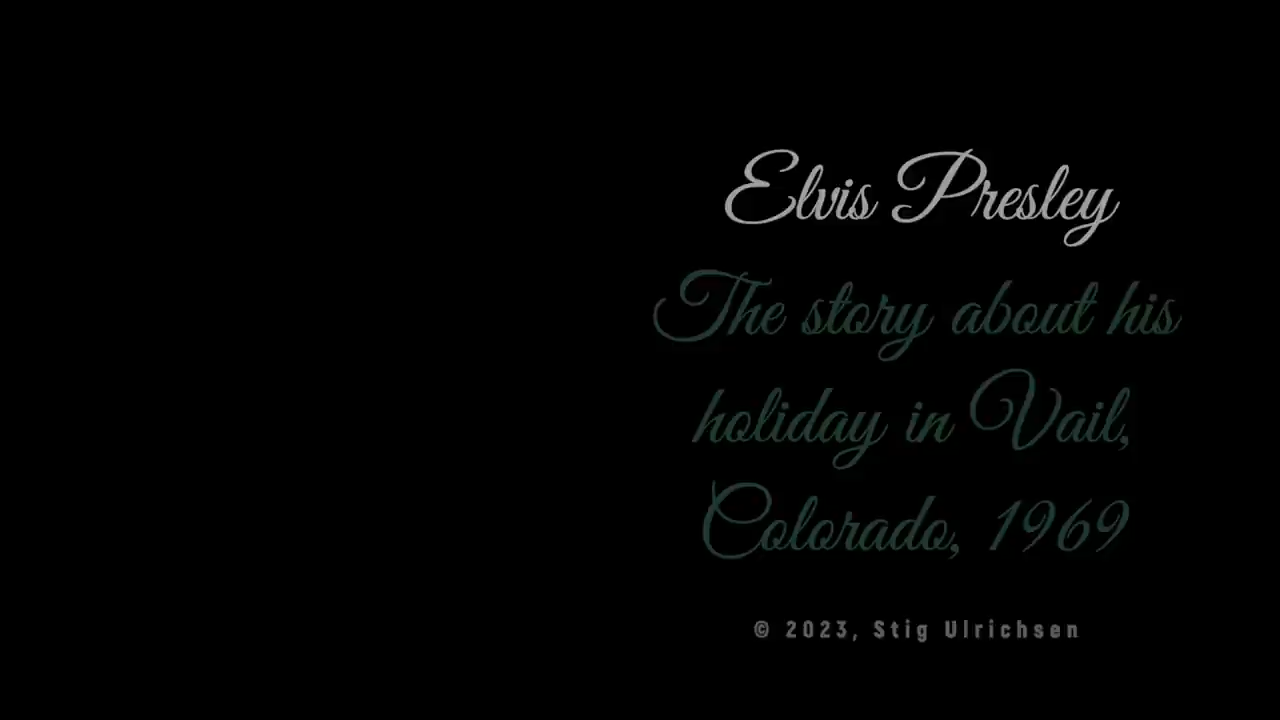 Elvis Presley
The story about his
holiday in Vail,
Colorado, 1969
© 2023, Stig Ulrichsen